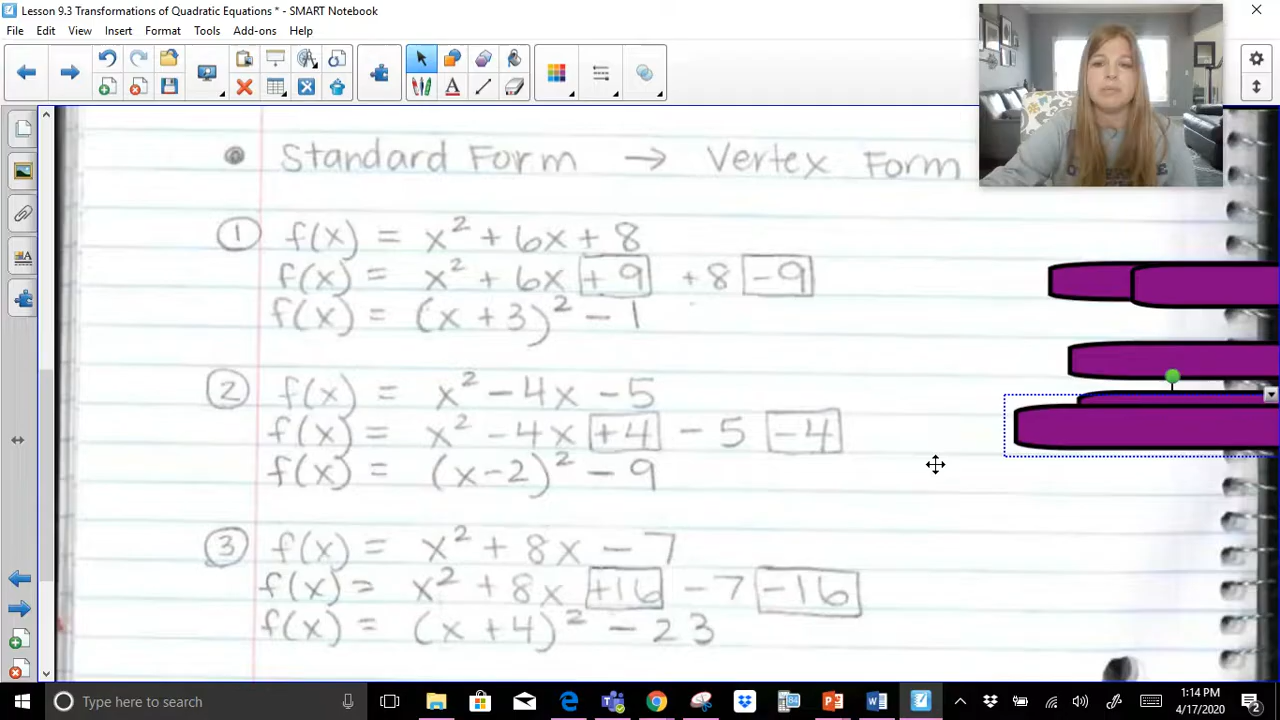 Lesson 9.3 Transformations of Quadratic Equations * - SMART Notebook
File Edit View Insert Format Tools Add-ons Help
Standard Form → Vertex Form
① f(x) = x² + 6x + 8
f(x) = x² + 6x +9 +8 -9
f(x) = (x + 3)² - 1
② f(x) = x² - 4x - 5
f(x) = x² - 4x +4 - 5 -4
f(x) = (x - 2)² - 9
③ f(x) = x² + 8x - 7
f(x) = x² + 8x +16 - 7 -16
f(x) = (x + 4)² - 23
Type here to search
1:14 PM
4/17/2020
2